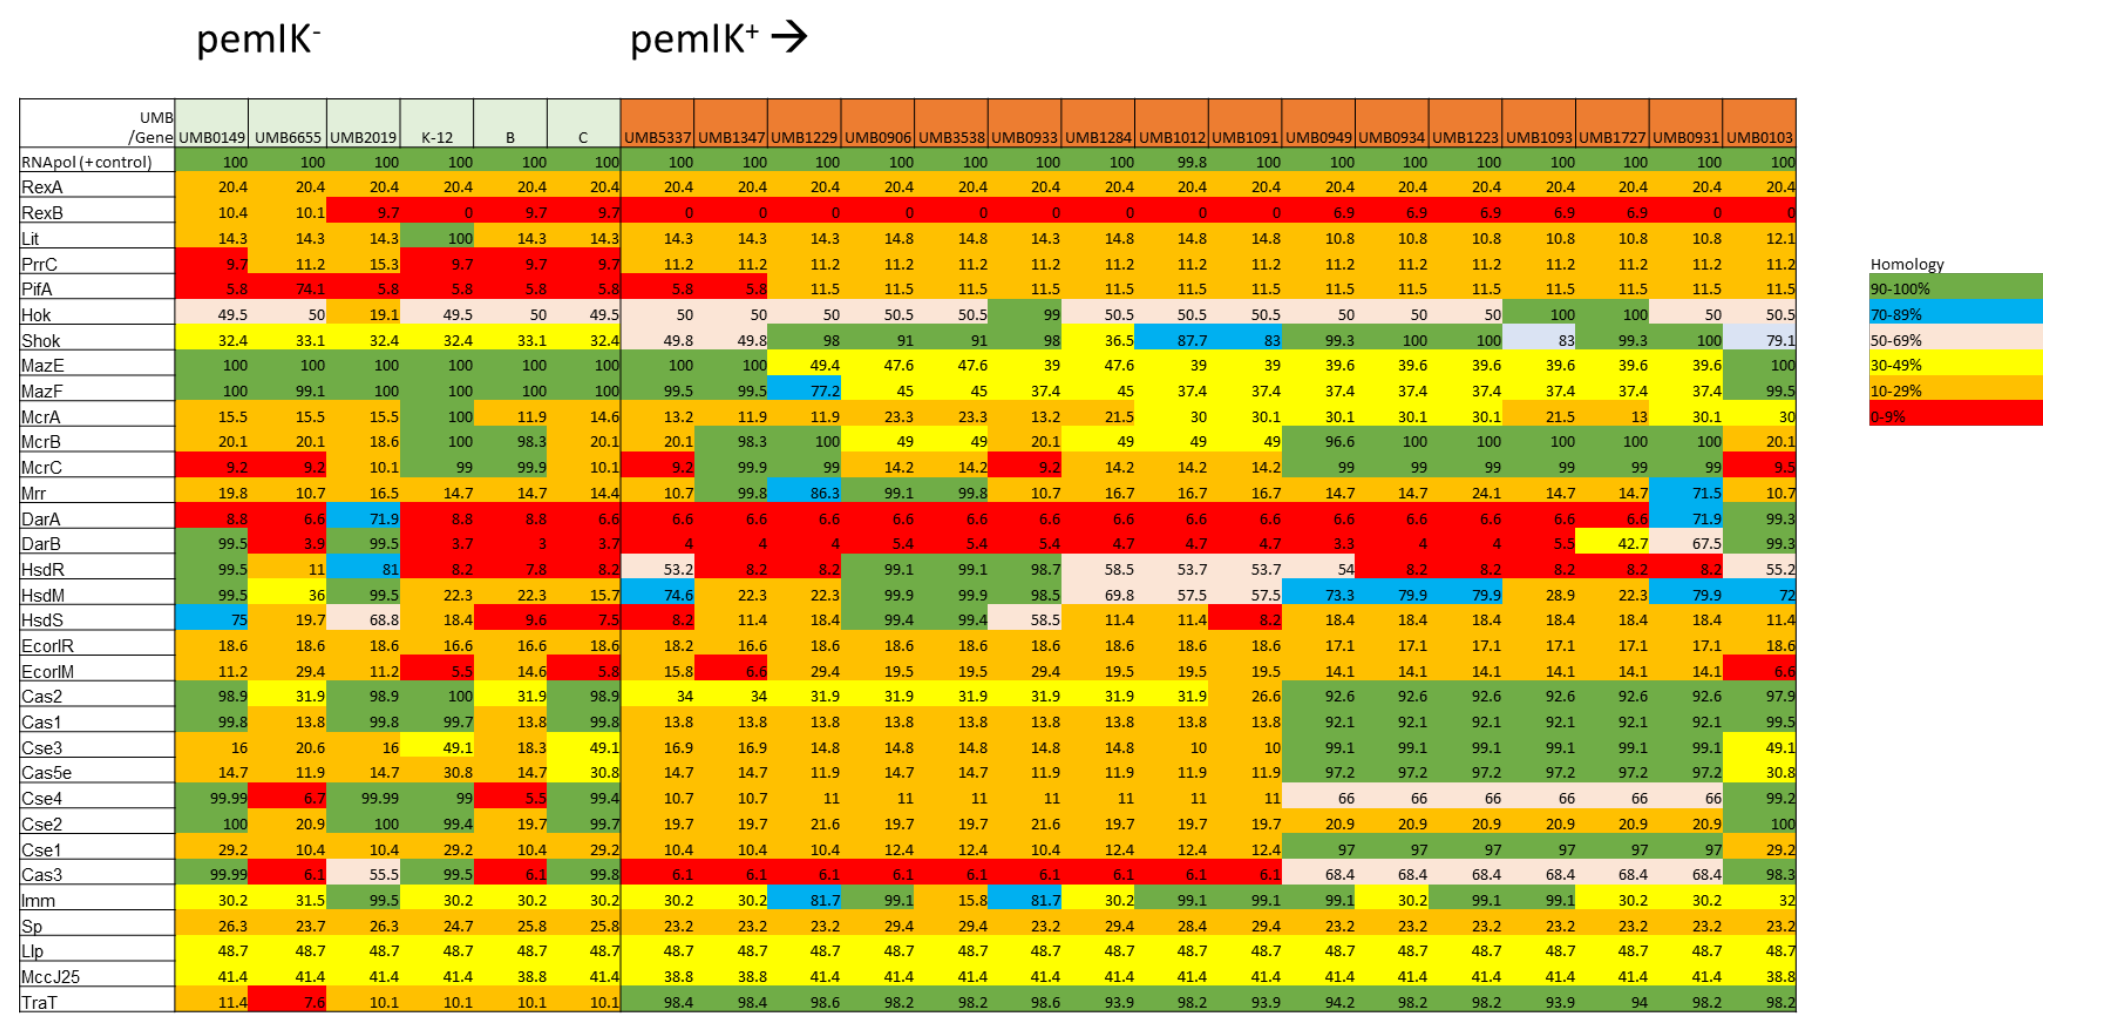 pemIK- pemIK+ →
UMB
/Gene UMB0149 UMB6655 UMB2019 K-12 B C UMB5337 UMB1347 UMB1229 UMB0906 UMB3538 UMB0933 UMB1284 UMB1012 UMB1091 UMB0949 UMB0934 UMB1223 UMB1093 UMB1727 UMB0931 UMB0103
RNApol (+control) 100 100 100 100 100 100 100 100 100 100 100 100 100 99.8 100 100 100 100 100 100 100 100
RexA 20.4 20.4 20.4 20.4 20.4 20.4 20.4 20.4 20.4 20.4 20.4 20.4 20.4 20.4 20.4 20.4 20.4 20.4 20.4 20.4 20.4 20.4
RexB 10.4 10.1 9.7 0 9.7 9.7 0 0 0 0 0 0 0 0 0 6.9 6.9 6.9 6.9 6.9 0 0
Lit 14.3 14.3 14.3 100 14.3 14.3 14.3 14.3 14.3 14.8 14.8 14.3 14.8 14.8 14.8 10.8 10.8 10.8 10.8 10.8 10.8 12.1
Homology
PrrC 9.7 11.2 15.3 9.7 9.7 9.7 11.2 11.2 11.2 11.2 11.2 11.2 11.2 11.2 11.2 11.2 11.2 11.2 11.2 11.2 11.2 11.2
90-100%
PifA 5.8 74.1 5.8 5.8 5.8 5.8 5.8 5.8 11.5 11.5 11.5 11.5 11.5 11.5 11.5 11.5 11.5 11.5 11.5 11.5 11.5 11.5
70-89%
Hok 49.5 50 19.1 49.5 50 49.5 50 50 50 50.5 50.5 99 50.5 50.5 50.5 50 50 50 100 100 50 50.5
50-69%
Shok 32.4 33.1 32.4 32.4 33.1 32.4 49.8 49.8 98 91 91 98 36.5 87.7 83 99.3 100 100 83 99.3 100 79.1
30-49%
MazE 100 100 100 100 100 100 100 100 49.4 47.6 47.6 39 47.6 39 39 39.6 39.6 39.6 39.6 39.6 39.6 100
10-29%
MazF 100 99.1 100 100 100 100 99.5 99.5 77.2 45 45 37.4 45 37.4 37.4 37.4 37.4 37.4 37.4 37.4 37.4 99.5
0-9%
McrA 15.5 15.5 15.5 100 11.9 14.6 13.2 11.9 11.9 23.3 23.3 13.2 21.5 30 30.1 30.1 30.1 30.1 21.5 13 30.1 30
McrB 20.1 20.1 18.6 100 98.3 20.1 20.1 98.3 100 49 49 20.1 49 49 49 96.6 100 100 100 100 100 20.1
McrC 9.2 9.2 10.1 99 99.9 10.1 9.2 99.9 99 14.2 14.2 9.2 14.2 14.2 14.2 99 99 99 99 99 99 9.5
Mrr 19.8 10.7 16.5 14.7 14.7 14.4 10.7 99.8 86.3 99.1 99.8 10.7 16.7 16.7 16.7 14.7 14.7 24.1 14.7 14.7 71.5 10.7
DarA 8.8 6.6 71.9 8.8 8.8 6.6 6.6 6.6 6.6 6.6 6.6 6.6 6.6 6.6 6.6 6.6 6.6 6.6 6.6 6.6 71.9 99.3
DarB 99.5 3.9 99.5 3.7 3 3.7 4 4 4 5.4 5.4 5.4 4.7 4.7 4.7 3.3 4 4 5.5 42.7 67.5 99.3
HsdR 99.5 11 81 8.2 7.8 8.2 53.2 8.2 8.2 99.1 99.1 98.7 58.5 53.7 53.7 54 8.2 8.2 8.2 8.2 8.2 55.2
HsdM 99.5 36 99.5 22.3 22.3 15.7 74.6 22.3 22.3 99.9 99.9 98.5 69.8 57.5 57.5 73.3 79.9 79.9 28.9 22.3 79.9 72
HsdS 75 19.7 68.8 18.4 9.6 7.5 8.2 11.4 18.4 99.4 99.4 58.5 11.4 11.4 8.2 18.4 18.4 18.4 18.4 18.4 18.4 11.4
EcorIR 18.6 18.6 18.6 16.6 16.6 18.6 18.2 16.6 18.6 18.6 18.6 18.6 18.6 18.6 18.6 17.1 17.1 17.1 17.1 17.1 17.1 18.6
EcorIM 11.2 29.4 11.2 5.5 14.6 5.8 15.8 6.6 29.4 19.5 19.5 29.4 19.5 19.5 19.5 14.1 14.1 14.1 14.1 14.1 14.1 6.6
Cas2 98.9 31.9 98.9 100 31.9 98.9 34 34 31.9 31.9 31.9 31.9 31.9 31.9 26.6 92.6 92.6 92.6 92.6 92.6 92.6 97.9
Cas1 99.8 13.8 99.8 99.7 13.8 99.8 13.8 13.8 13.8 13.8 13.8 13.8 13.8 13.8 13.8 92.1 92.1 92.1 92.1 92.1 92.1 99.5
Cse3 16 20.6 16 49.1 18.3 49.1 16.9 16.9 14.8 14.8 14.8 14.8 14.8 10 10 99.1 99.1 99.1 99.1 99.1 99.1 49.1
Cas5e 14.7 11.9 14.7 30.8 14.7 30.8 14.7 14.7 11.9 14.7 14.7 11.9 11.9 11.9 11.9 97.2 97.2 97.2 97.2 97.2 97.2 30.8
Cse4 99.99 6.7 99.99 99 5.5 99.4 10.7 10.7 11 11 11 11 11 11 11 66 66 66 66 66 66 99.2
Cse2 100 20.9 100 99.4 19.7 99.7 19.7 19.7 21.6 19.7 19.7 21.6 19.7 19.7 19.7 20.9 20.9 20.9 20.9 20.9 20.9 100
Cse1 29.2 10.4 10.4 29.2 10.4 29.2 10.4 10.4 10.4 12.4 12.4 10.4 12.4 12.4 12.4 97 97 97 97 97 97 29.2
Cas3 99.99 6.1 55.5 99.5 6.1 99.8 6.1 6.1 6.1 6.1 6.1 6.1 6.1 6.1 6.1 68.4 68.4 68.4 68.4 68.4 68.4 98.3
Imm 30.2 31.5 99.5 30.2 30.2 30.2 30.2 30.2 81.7 99.1 15.8 81.7 30.2 99.1 99.1 99.1 30.2 99.1 99.1 30.2 30.2 32
Sp 26.3 23.7 26.3 24.7 25.8 25.8 23.2 23.2 23.2 29.4 29.4 23.2 29.4 28.4 29.4 23.2 23.2 23.2 23.2 23.2 23.2 23.2
Llp 48.7 48.7 48.7 48.7 48.7 48.7 48.7 48.7 48.7 48.7 48.7 48.7 48.7 48.7 48.7 48.7 48.7 48.7 48.7 48.7 48.7 48.7
MccJ25 41.4 41.4 41.4 41.4 38.8 41.4 38.8 38.8 41.4 41.4 41.4 41.4 41.4 41.4 41.4 41.4 41.4 41.4 41.4 41.4 41.4 38.8
TraT 11.4 7.6 10.1 10.1 10.1 10.1 98.4 98.4 98.6 98.2 98.2 98.6 93.9 98.2 93.9 94.2 98.2 98.2 93.9 94 98.2 98.2